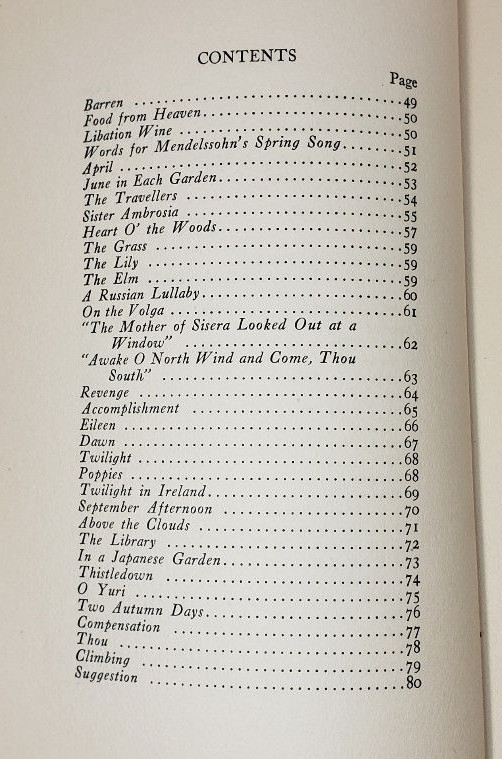 CONTENTS
Page
Barren ..............................49
Food from Heaven........................50
Libation Wine ..........................50
Words for Mendelssohn's Spring Song........51
April ..............................52
June in Each Garden......................53
The Travellers ..........................54
Sister Ambrosia ..........................55
Heart O' the Woods......................57
The Grass ..............................59
The Lily ..............................59
The Elm ..............................59
A Russian Lullaby........................60
On the Volga ..........................61
"The Mother of Sisera Looked Out at a
Window" ..........................62
"Awake O North Wind and Come, Thou
South" ..........................63
Revenge ..............................64
Accomplishment ..........................65
Eileen ..............................66
Dawn ..............................67
Twilight ..............................68
Poppies ..............................68
Twilight in Ireland........................69
September Afternoon ......................70
Above the Clouds ........................71
The Library ............................72
In a Japanese Garden......................73
Thistledown ............................74
O Yuri ..............................75
Two Autumn Days........................76
Compensation ..........................77
Thou ..............................78
Climbing ..............................79
Suggestion ............................80